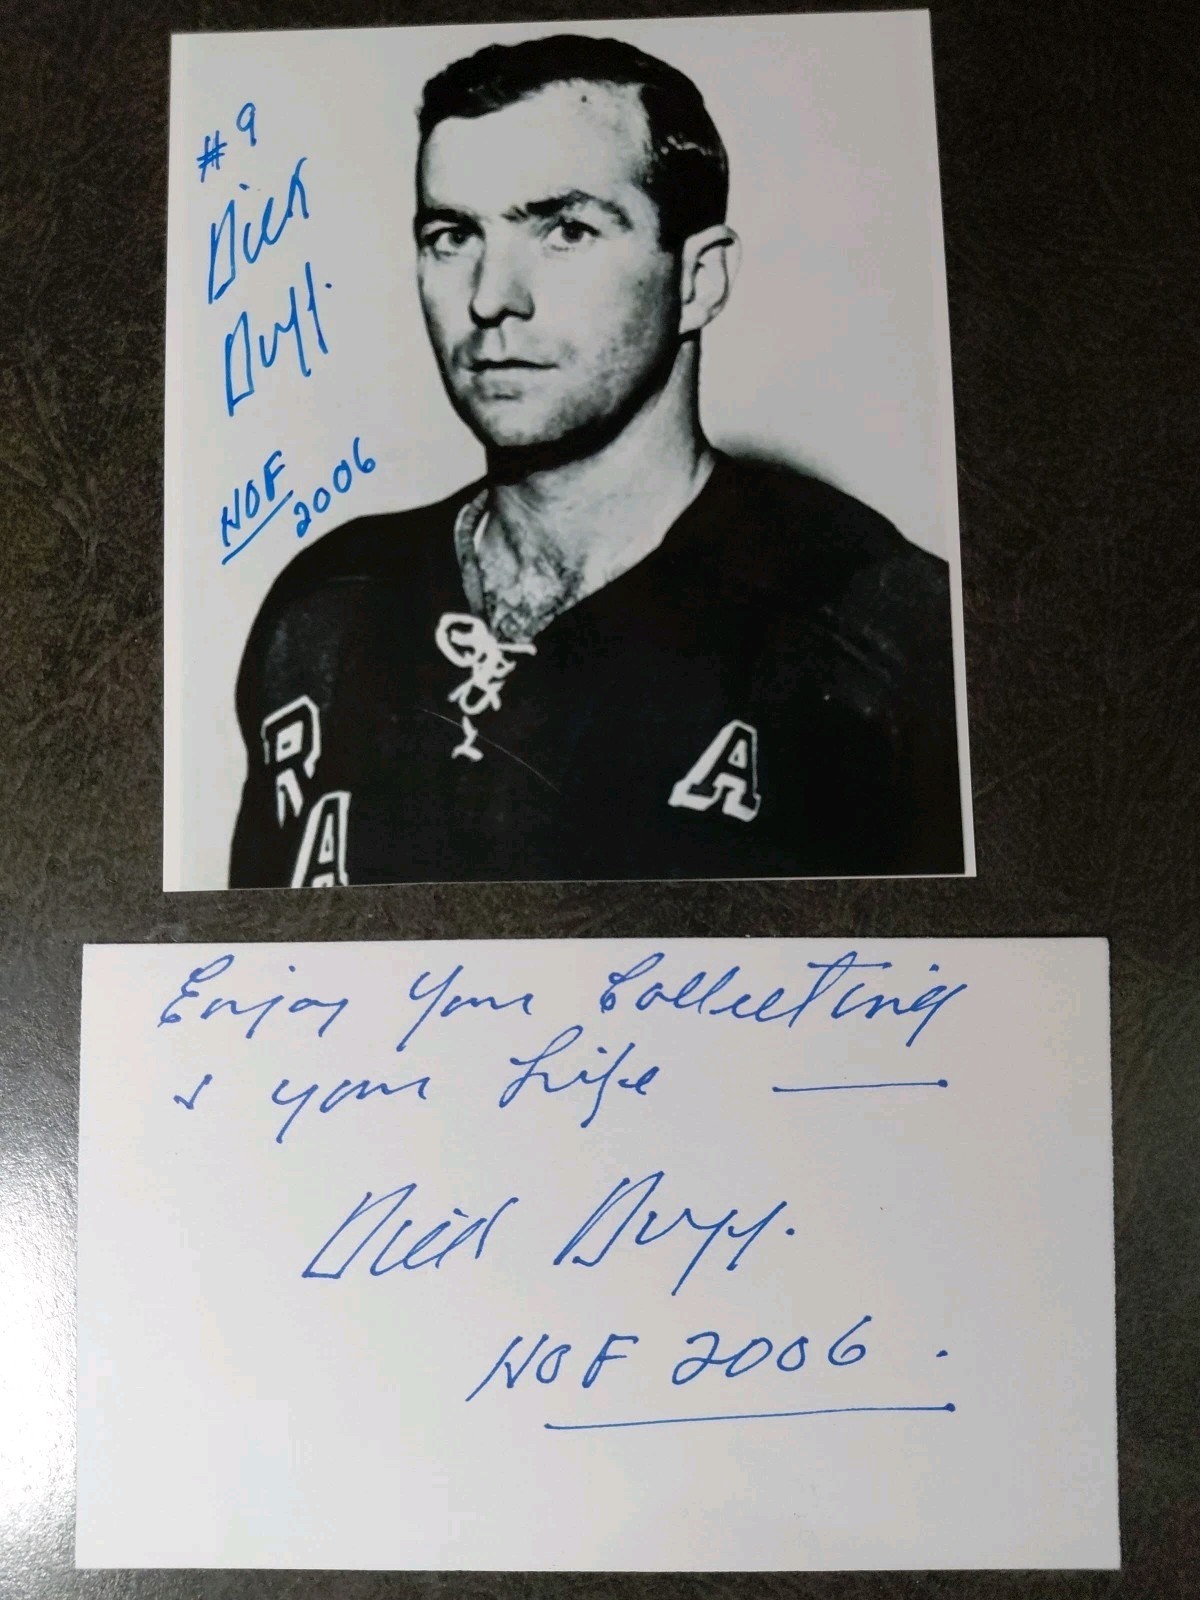 #9
Dick
Duff.
HOF
2006
R
A
A
Enjoy Your Collecting
& your Life
Dick Duff.
HOF 2006.